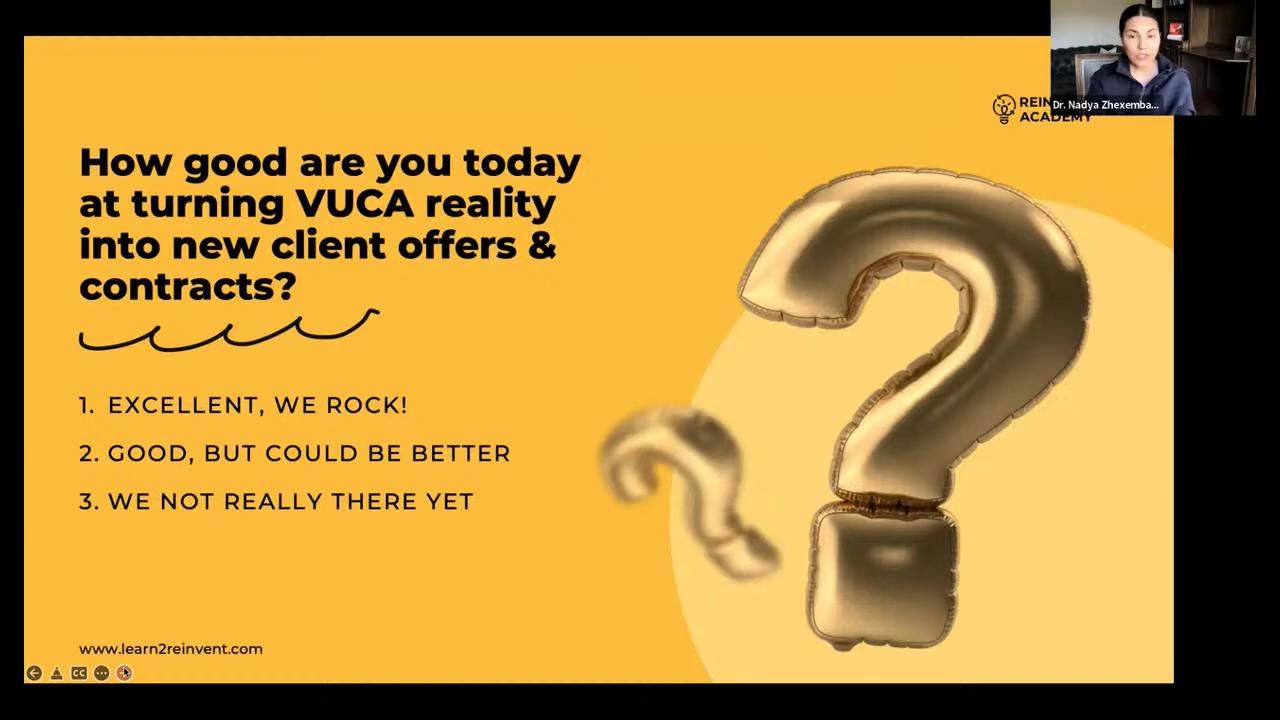 Dr. Nadya Zhexemba...
ACADEMY
How good are you today
at turning VUCA reality
into new client offers &
contracts?
1. EXCELLENT, WE ROCK!
2. GOOD, BUT COULD BE BETTER
3. WE NOT REALLY THERE YET
www.learn2reinvent.com
CC